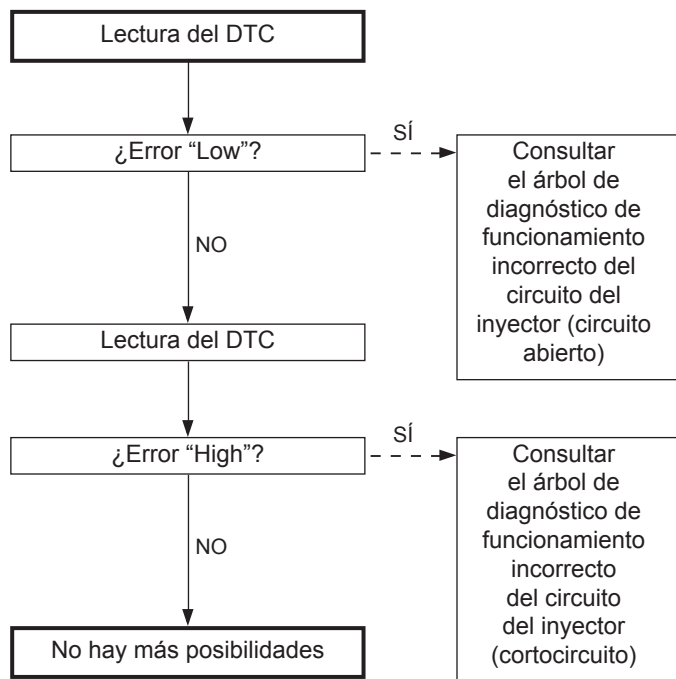 Lectura del DTC
¿Error “Low”?
SÍ
Consultar
el árbol de
diagnóstico de
funcionamiento
incorrecto del
circuito del
inyector (circuito
abierto)
NO
Lectura del DTC
¿Error “High”?
SÍ
Consultar
el árbol de
diagnóstico de
funcionamiento
incorrecto
del circuito
del inyector
(cortocircuito)
NO
No hay más posibilidades